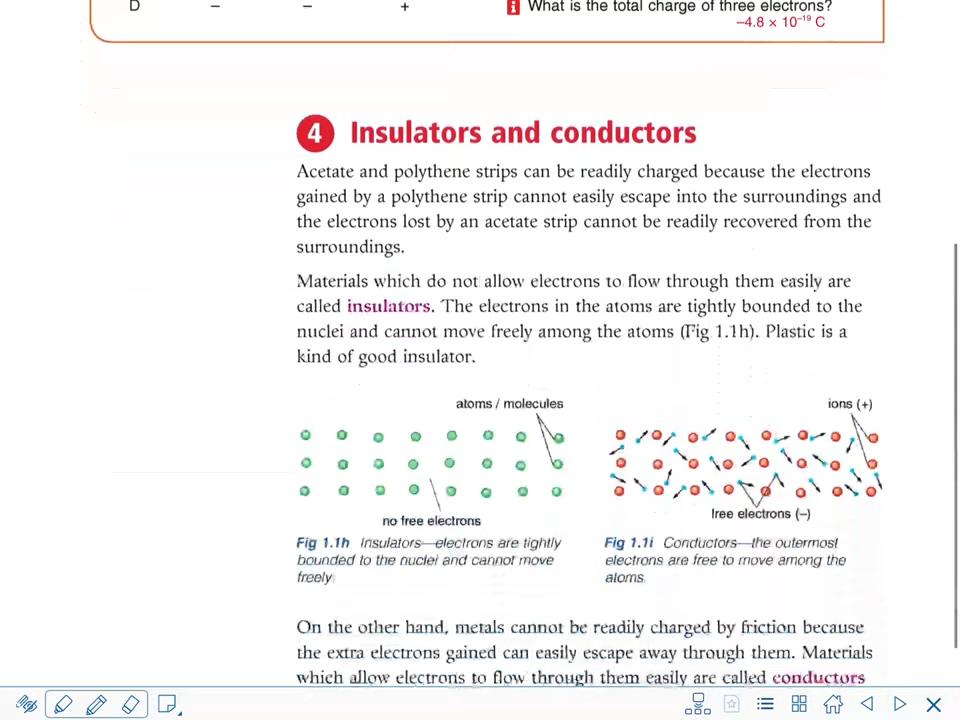 D – – +
i What is the total charge of three electrons?
–4.8 × 10⁻¹⁹ C
4 Insulators and conductors
Acetate and polythene strips can be readily charged because the electrons
gained by a polythene strip cannot easily escape into the surroundings and
the electrons lost by an acetate strip cannot be readily recovered from the
surroundings.
Materials which do not allow electrons to flow through them easily are
called insulators. The electrons in the atoms are tightly bounded to the
nuclei and cannot move freely among the atoms (Fig 1.1h). Plastic is a
kind of good insulator.
atoms / molecules
no free electrons
Fig 1.1h Insulators—electrons are tightly
bounded to the nuclei and cannot move
freely
ions (+)
free electrons (–)
Fig 1.1i Conductors—the outermost
electrons are free to move among the
atoms
On the other hand, metals cannot be readily charged by friction because
the extra electrons gained can easily escape away through them. Materials
which allow electrons to flow through them easily are called conductors